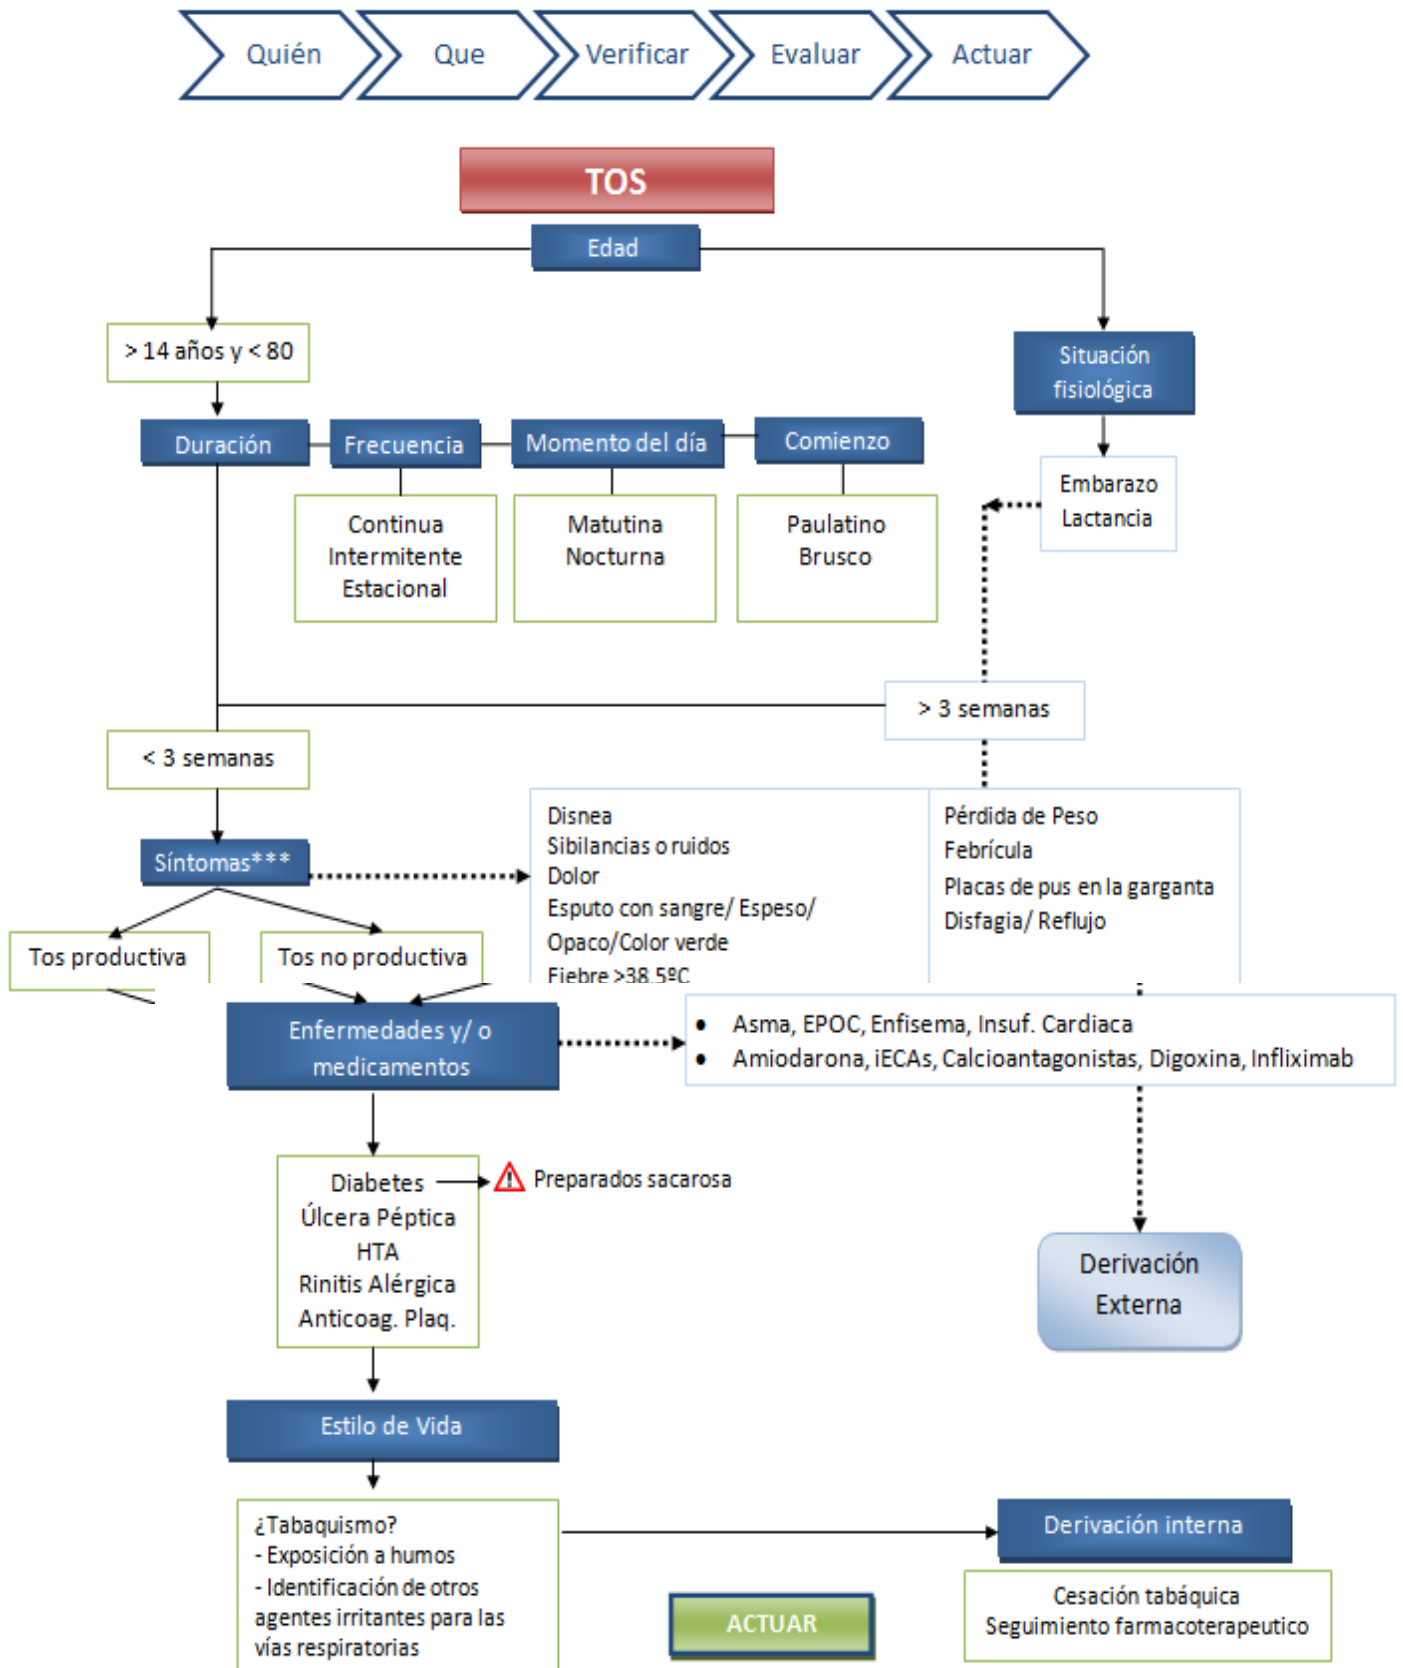 Quién
Que
Verificar
Evaluar
Actuar
TOS
Edad
> 14 años y < 80
Situación
fisiológica
Duración
Frecuencia
Momento del día
Comienzo
Continua
Intermitente
Estacional
Matutina
Nocturna
Paulatino
Brusco
Embarazo
Lactancia
> 3 semanas
< 3 semanas
Síntomas***
Disnea
Sibilancias o ruidos
Dolor
Esputo con sangre/ Espeso/
Opaco/Color verde
Fiebre >38.5ºC
Pérdida de Peso
Febrícula
Placas de pus en la garganta
Disfagia/ Reflujo
Tos productiva
Tos no productiva
Enfermedades y/ o
medicamentos
• Asma, EPOC, Enfisema, Insuf. Cardiaca
• Amiodarona, iECAs, Calcioantagonistas, Digoxina, Infliximab
Diabetes
Úlcera Péptica
HTA
Rinitis Alérgica
Anticoag. Plaq.
Preparados sacarosa
Derivación
Externa
Estilo de Vida
¿Tabaquismo?
- Exposición a humos
- Identificación de otros
agentes irritantes para las
vías respiratorias
Derivación interna
Cesación tabáquica
Seguimiento farmacoterapeutico
ACTUAR